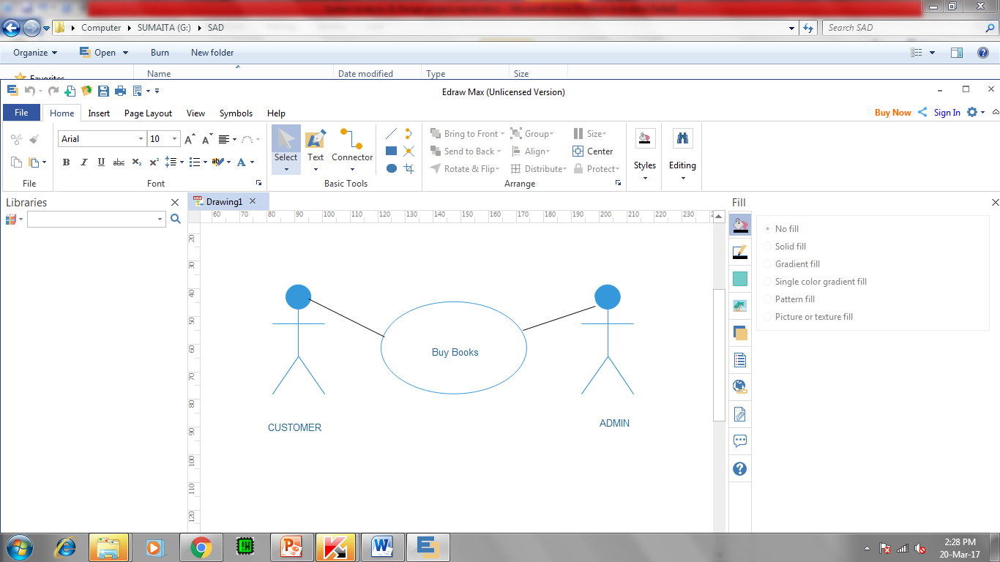 Computer ▸ SUMAITA (G:) ▸ SAD
Search SAD
Organize Open Burn New folder
Favorites
Name Date modified Type Size
Edraw Max (Unlicensed Version)
File Home Insert Page Layout View Symbols Help
Buy Now Sign In
Arial 10
Select Text Connector
Bring to Front Group Size
Send to Back Align Center
Rotate & Flip Distribute Protect
Styles Editing
B I U abc X₂ X² ab A
File Font Basic Tools Arrange
Libraries
Drawing1
Fill
60 70 80 90 100 110 120 130 140 150 160 170 180 190 200 210 220 230
20
30
40
50
60
70
80
90
100
110
120
No fill
Solid fill
Gradient fill
Single color gradient fill
Pattern fill
Picture or texture fill
Buy Books
CUSTOMER
ADMIN
2:28 PM
20-Mar-17